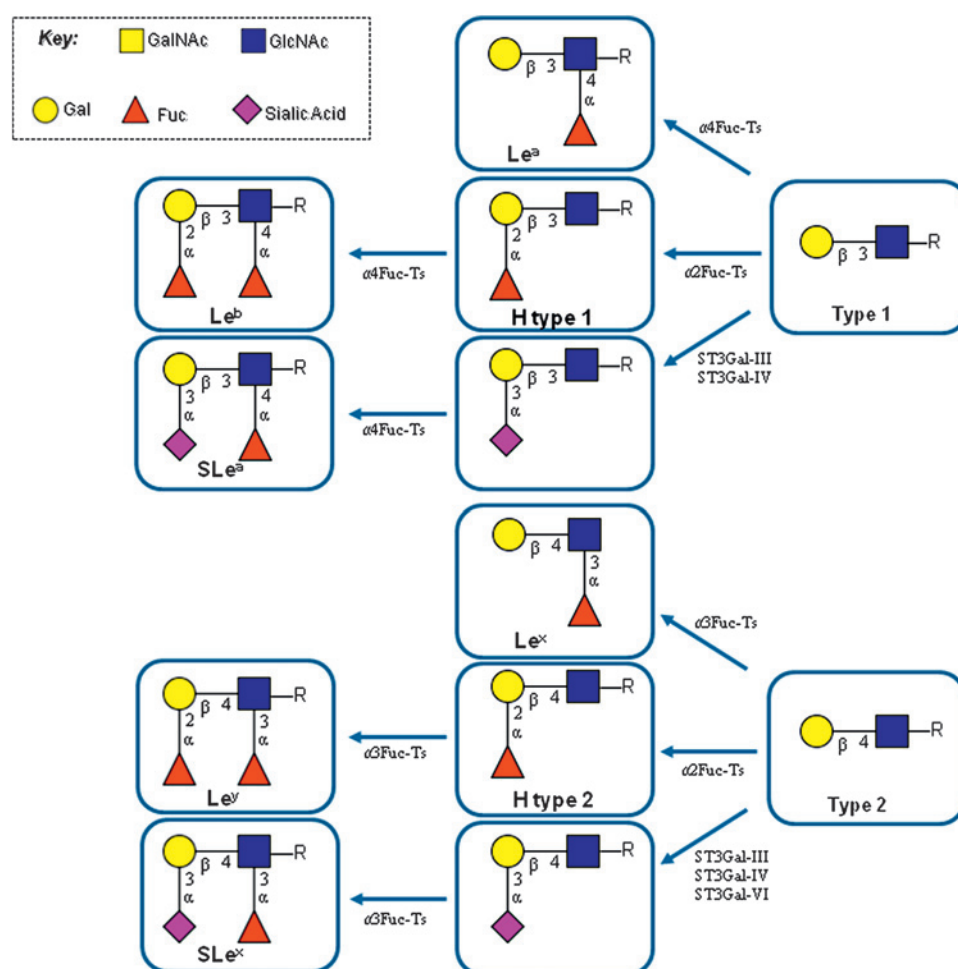 Key: GalNAc GlcNAc
Gal Fuc Sialic Acid
β 3 R
4
α
Leᵃ
α4Fuc-Ts
β 3 R
2 4
α α
Leᵇ
α4Fuc-Ts
β 3 R
2
α
H type 1
α2Fuc-Ts
β 3 R
Type 1
β 3 R
3 4
α α
SLeᵃ
α4Fuc-Ts
β 3 R
3
α
ST3Gal-III
ST3Gal-IV
β 4
3
α
Leˣ
α3Fuc-Ts
β 4 R
2 3
α α
Leʸ
α3Fuc-Ts
β 4 R
2
α
H type 2
α2Fuc-Ts
β 4 R
Type 2
β 4 R
3 3
α α
SLeˣ
α3Fuc-Ts
β 4 R
3
α
ST3Gal-III
ST3Gal-IV
ST3Gal-VI